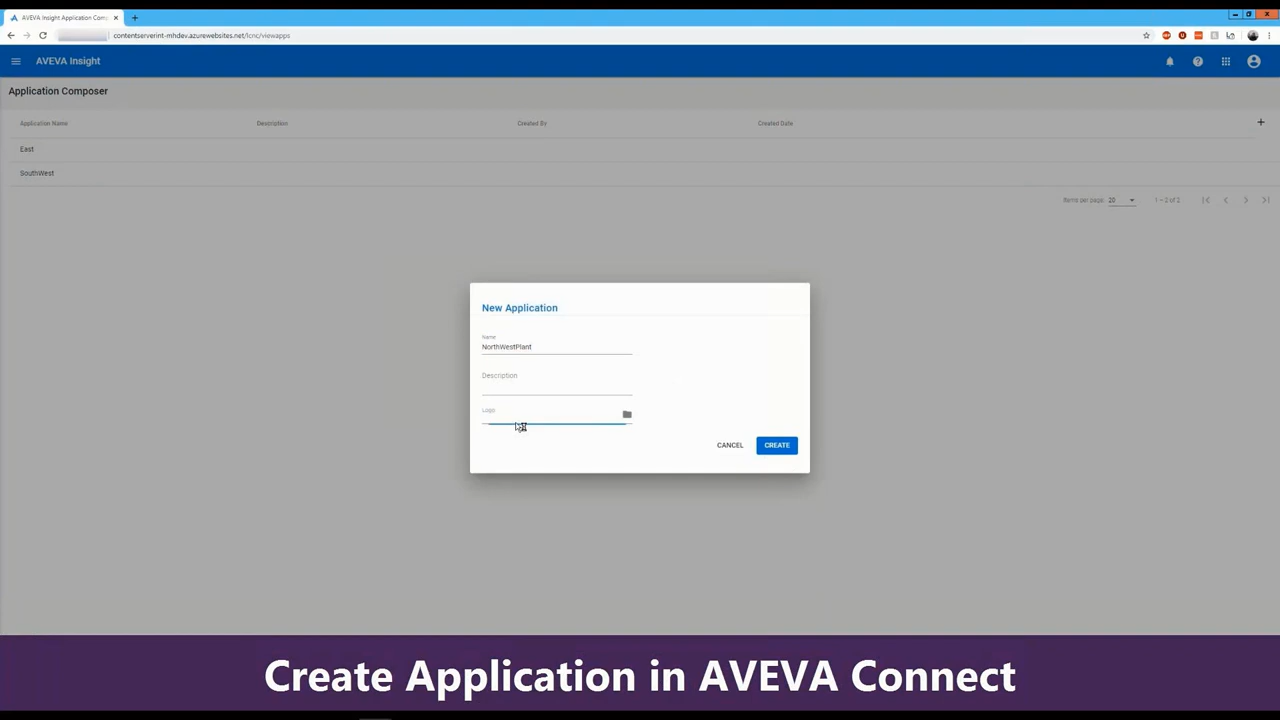 AVEVA Insight Application Com
contentserverint-mhdev.azurewebsites.net/lcnc/viewapps
AVEVA Insight
Application Composer
Application Name Description Created By Created Date +
East
SouthWest
Items per page: 20 1 – 2 of 2
New Application
Name
NorthWestPlant
Description
Logo
CANCEL CREATE
Create Application in AVEVA Connect